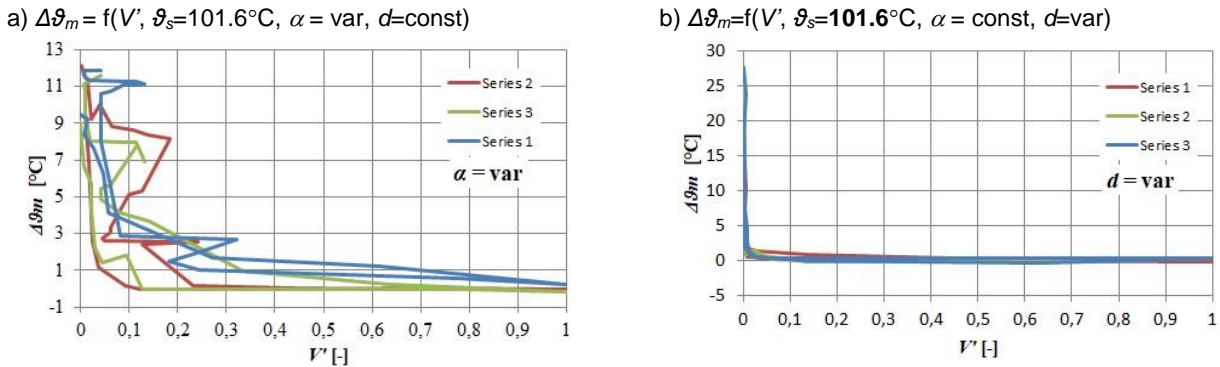 a) Δϑm = f(V', ϑs=101.6°C, α = var, d=const)
13
11
9
7
5
3
1
-1
Δϑm [°C]
Series 2
Series 3
Series 1
α = var
0 0,1 0,2 0,3 0,4 0,5 0,6 0,7 0,8 0,9 1
V' [-]
b) Δϑm=f(V', ϑs=101.6°C, α = const, d=var)
30
25
20
15
10
5
0
-5
Δϑm [°C]
Series 1
Series 2
Series 3
d = var
0 0,1 0,2 0,3 0,4 0,5 0,6 0,7 0,8 0,9 1
V' [-]